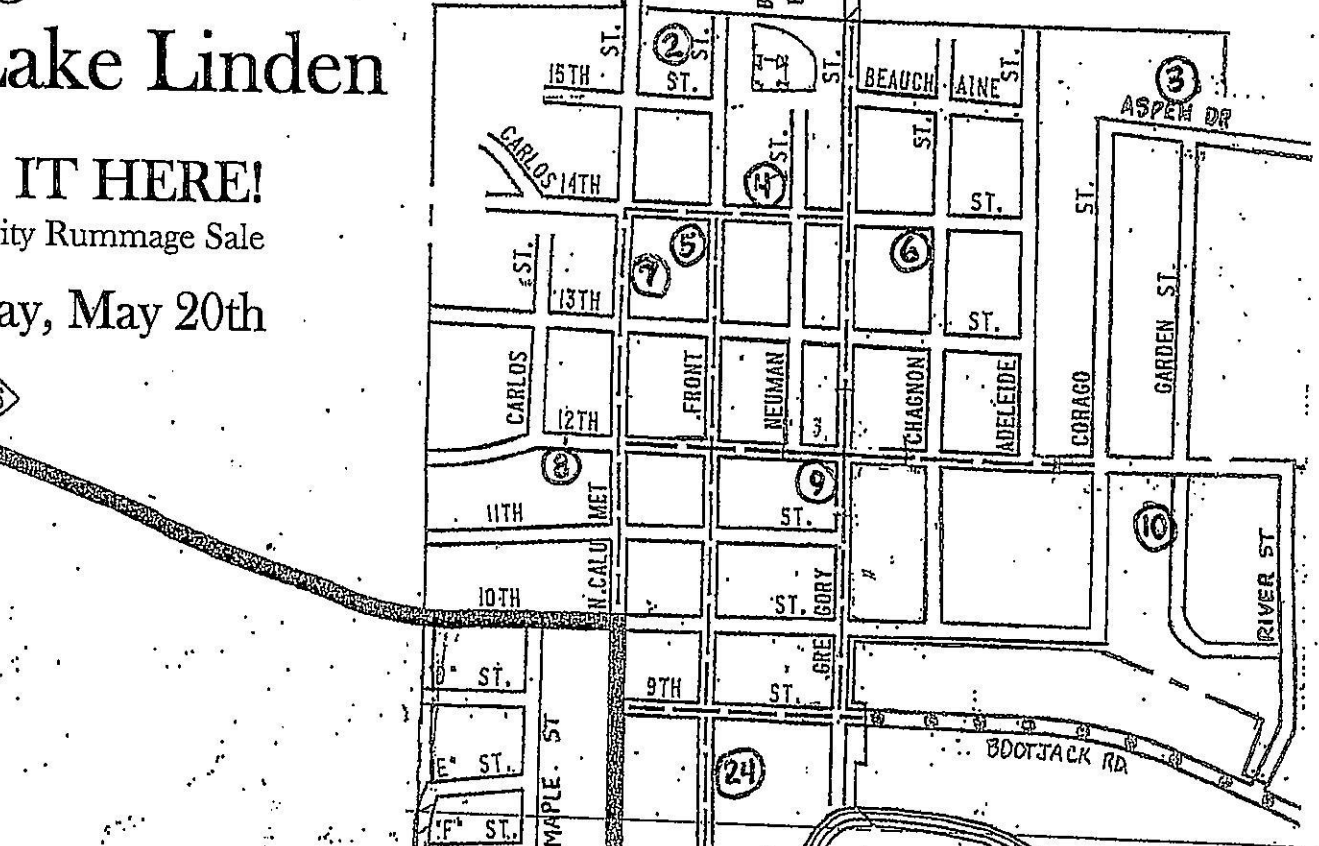 Lake Linden
IT HERE!
ity Rummage Sale
ay, May 20th
ST.
2
ST.
ST.
ST.
3
15TH
ST.
BEAUCH AINE
ASPEN DR
CARLOS
14TH
4
ST.
ST.
ST.
ST.
ST.
5
6
7
13TH
ST.
GARDEN ST.
CARLOS
FRONT
NEUMAN
CHAGNON
ADELEIDE
CORAGO
12TH
8
9
11TH
ST.
10
N.CALU MET
10TH
ST.
GRE GORY
RIVER ST
"D" ST.
9TH
ST.
"E" ST.
MAPLE ST
24
BOOTJACK RD.
"F" ST.